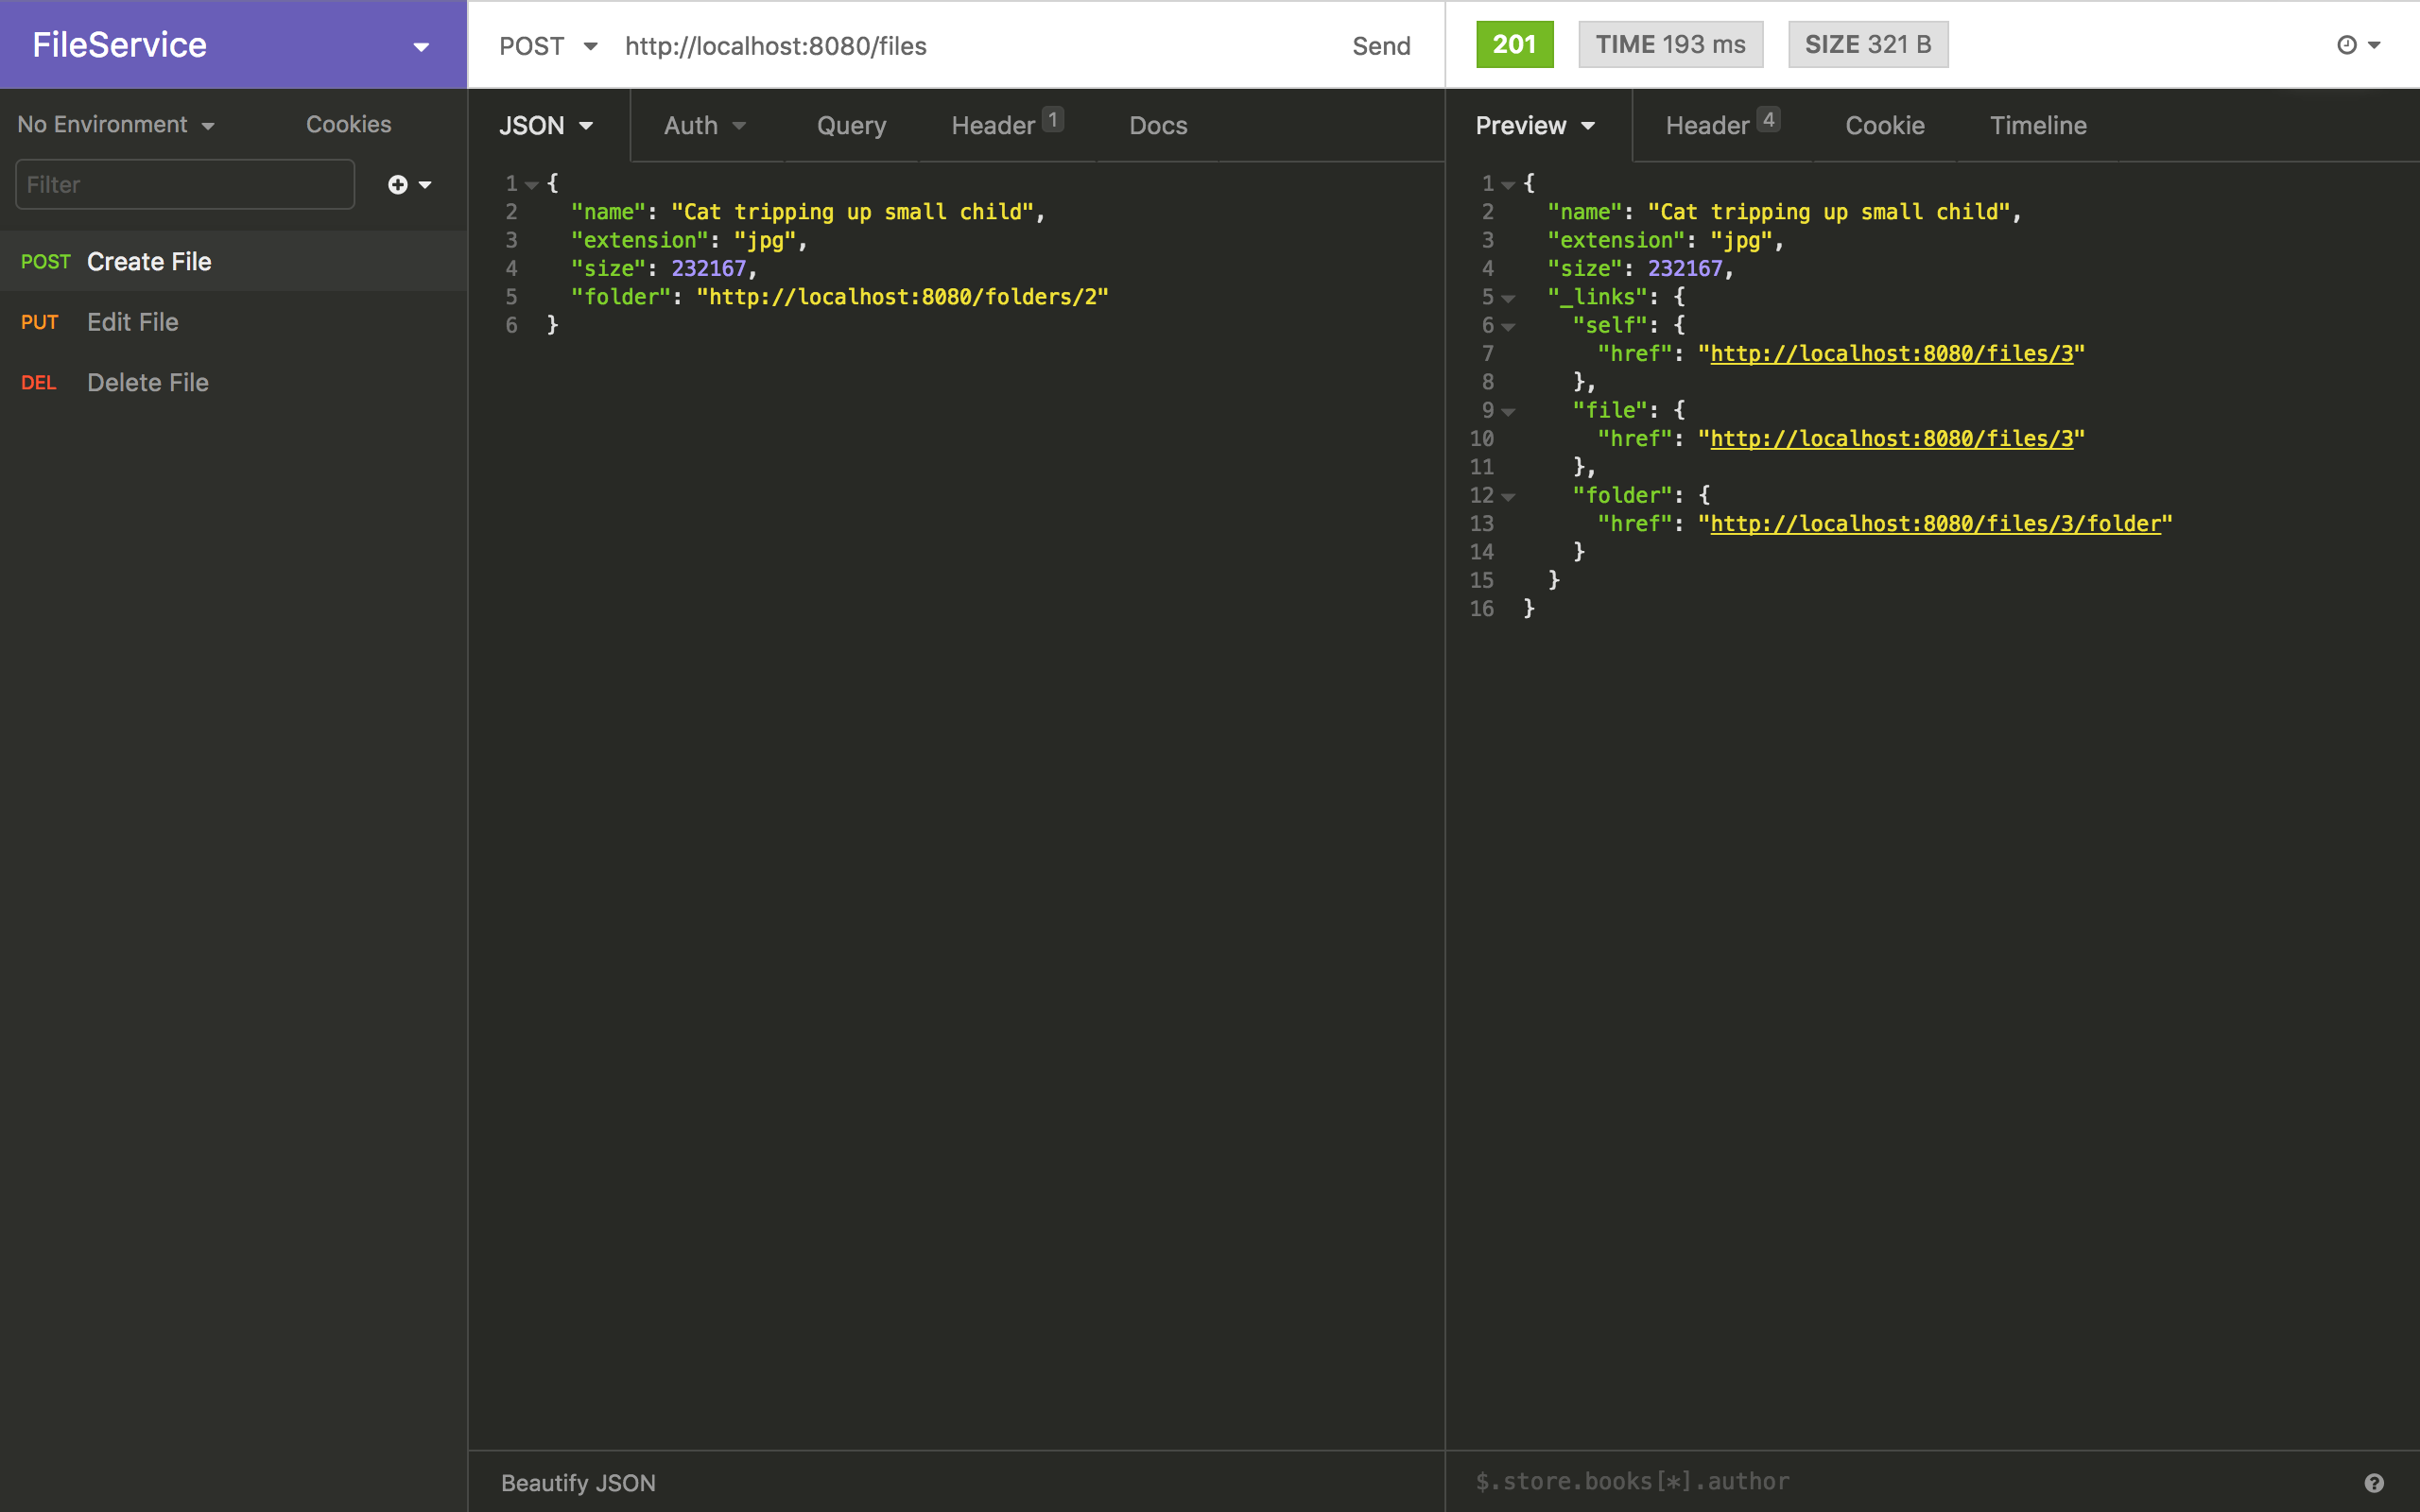 FileService
No Environment Cookies
Filter
POST Create File
PUT Edit File
DEL Delete File
POST http://localhost:8080/files Send
JSON Auth Query Header 1 Docs
1 {
2 "name": "Cat tripping up small child",
3 "extension": "jpg",
4 "size": 232167,
5 "folder": "http://localhost:8080/folders/2"
6 }
Beautify JSON
201 TIME 193 ms SIZE 321 B
Preview Header 4 Cookie Timeline
1 {
2 "name": "Cat tripping up small child",
3 "extension": "jpg",
4 "size": 232167,
5 "_links": {
6 "self": {
7 "href": "http://localhost:8080/files/3"
8 },
9 "file": {
10 "href": "http://localhost:8080/files/3"
11 },
12 "folder": {
13 "href": "http://localhost:8080/files/3/folder"
14 }
15 }
16 }
$.store.books[*].author